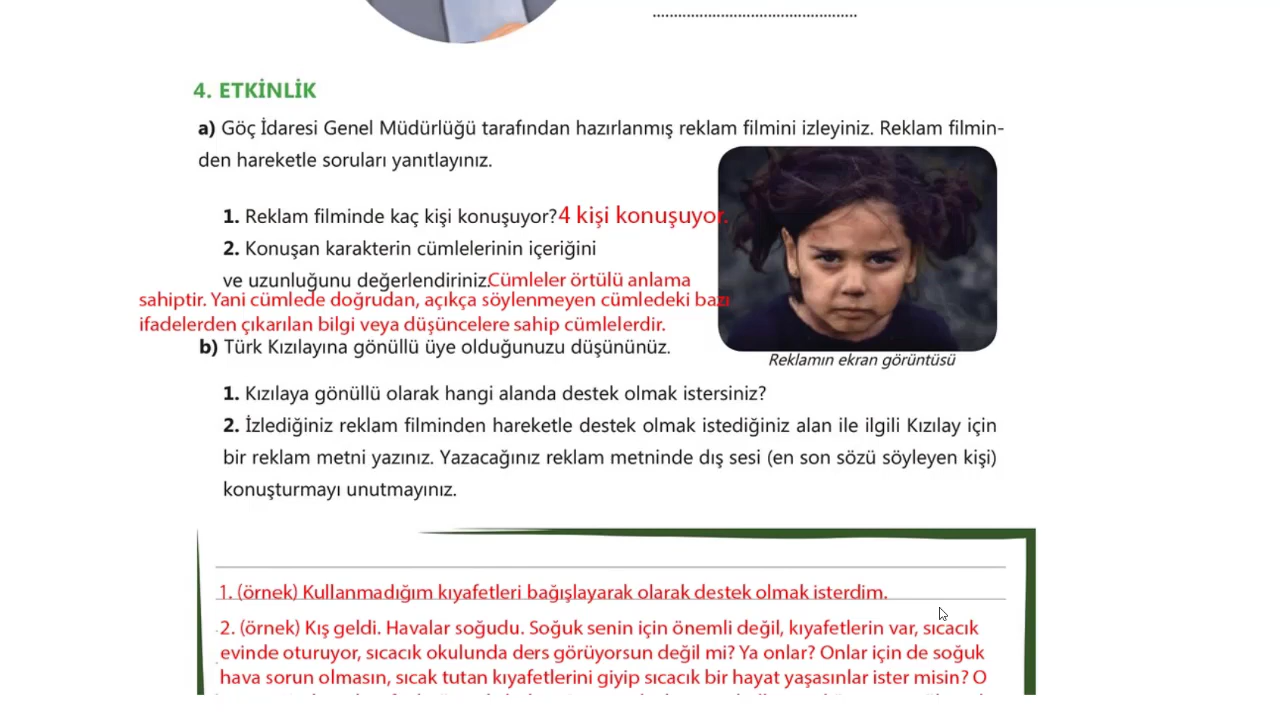 4. ETKİNLİK
a) Göç İdaresi Genel Müdürlüğü tarafından hazırlanmış reklam filmini izleyiniz. Reklam filmin-
den hareketle soruları yanıtlayınız.
1. Reklam filminde kaç kişi konuşuyor?4 kişi konuşuyor.
2. Konuşan karakterin cümlelerinin içeriğini
ve uzunluğunu değerlendiriniz.Cümleler örtülü anlama
sahiptir. Yani cümlede doğrudan, açıkça söylenmeyen cümledeki bazı
ifadelerden çıkarılan bilgi veya düşüncelere sahip cümlelerdir.
Reklamın ekran görüntüsü
b) Türk Kızılayına gönüllü üye olduğunuzu düşününüz.
1. Kızılaya gönüllü olarak hangi alanda destek olmak istersiniz?
2. İzlediğiniz reklam filminden hareketle destek olmak istediğiniz alan ile ilgili Kızılay için
bir reklam metni yazınız. Yazacağınız reklam metninde dış sesi (en son sözü söyleyen kişi)
konuşturmayı unutmayınız.
1. (örnek) Kullanmadığım kıyafetleri bağışlayarak olarak destek olmak isterdim.
2. (örnek) Kış geldi. Havalar soğudu. Soğuk senin için önemli değil, kıyafetlerin var, sıcacık
evinde oturuyor, sıcacık okulunda ders görüyorsun değil mi? Ya onlar? Onlar için de soğuk
hava sorun olmasın, sıcak tutan kıyafetlerini giyip sıcacık bir hayat yaşasınlar ister misin? O